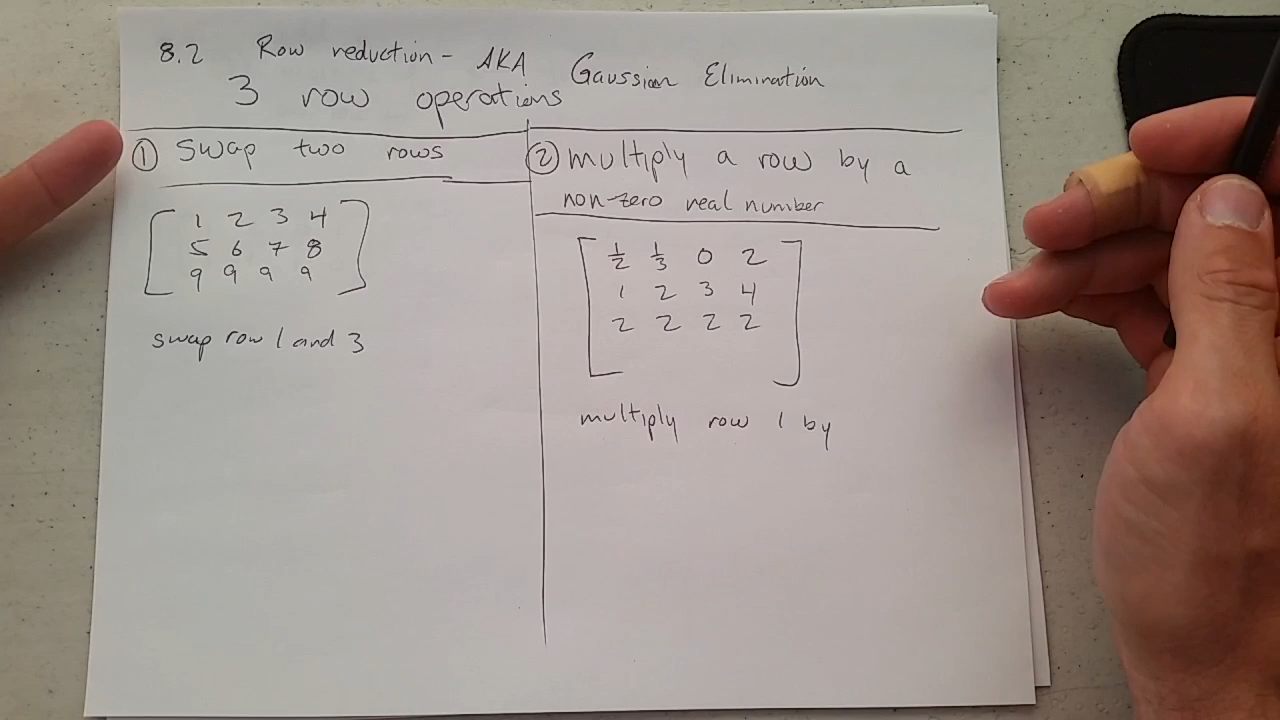 8.2 Row reduction - AKA Gaussian Elimination
3 row operations
① Swap two rows
1 2 3 4
5 6 7 8
9 9 9 9
swap row 1 and 3
② multiply a row by a
non-zero real number
1/2 1/3 0 2
1 2 3 4
2 2 2 2
multiply row 1 by